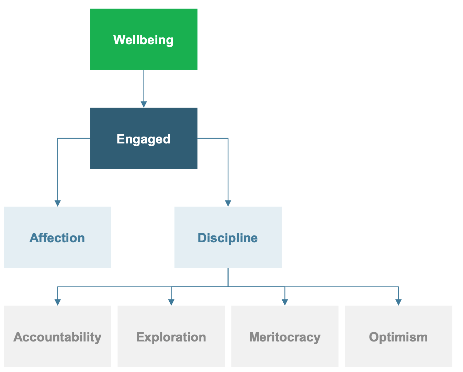 Wellbeing
Engaged
Affection
Discipline
Accountability
Exploration
Meritocracy
Optimism